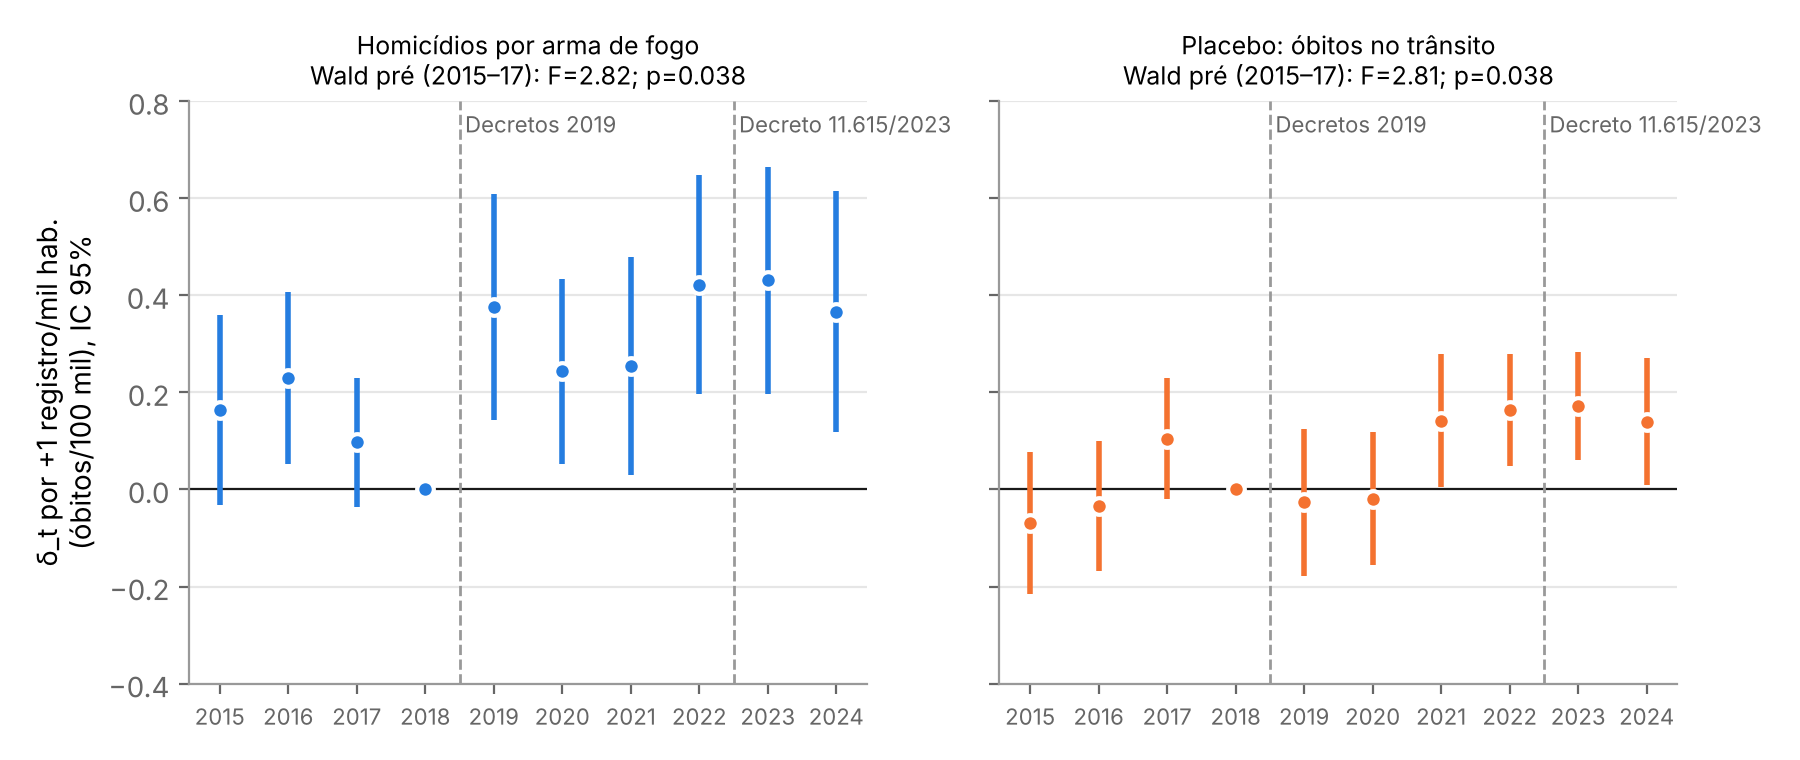 Homicídios por arma de fogo
Wald pré (2015–17): F=2.82; p=0.038
Placebo: óbitos no trânsito
Wald pré (2015–17): F=2.81; p=0.038
δ_t por +1 registro/mil hab.
(óbitos/100 mil), IC 95%
0.8
0.6
0.4
0.2
0.0
−0.2
−0.4
Decretos 2019
Decreto 11.615/2023
2015 2016 2017 2018 2019 2020 2021 2022 2023 2024
Decretos 2019
Decreto 11.615/2023
2015 2016 2017 2018 2019 2020 2021 2022 2023 2024